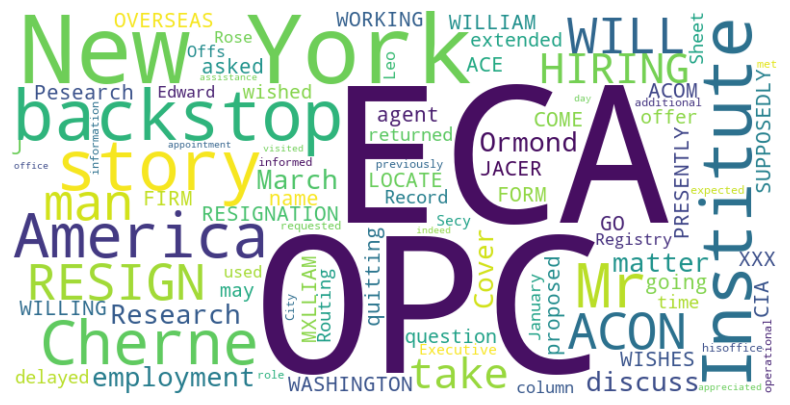 OVERSEAS
WORKING
WILLIAM
New York
Rose
Offs
asked
Leo
extended
ACE
WILL
HIRING
Sheet
Institute
Pesearch
assistance
Edward
wished
ECA
ACOM
met
additional
day
backstop
agent
returned
Ormond
COME
offer
SUPPOSEDLY
J
information
appointment
story
informed
previously
JACER
office
visited
man
FIRM
March
name
LOCATE
Record
FORM
PRESENTLY
expected
RESIGNATION
requested
indeed
Secy
GO
Registry
America
OPC
Mr
matter
XXX
RESIGN
used
may
MXLLIAM
Routing
quitting
Cover
January
proposed
going
time
CIA
operational
WILLING
Research
City
question
ACON
hisoffice
Cherne
Executive
WISHES
delayed
employment
role
WASHINGTON
take
column
discuss
appreciated